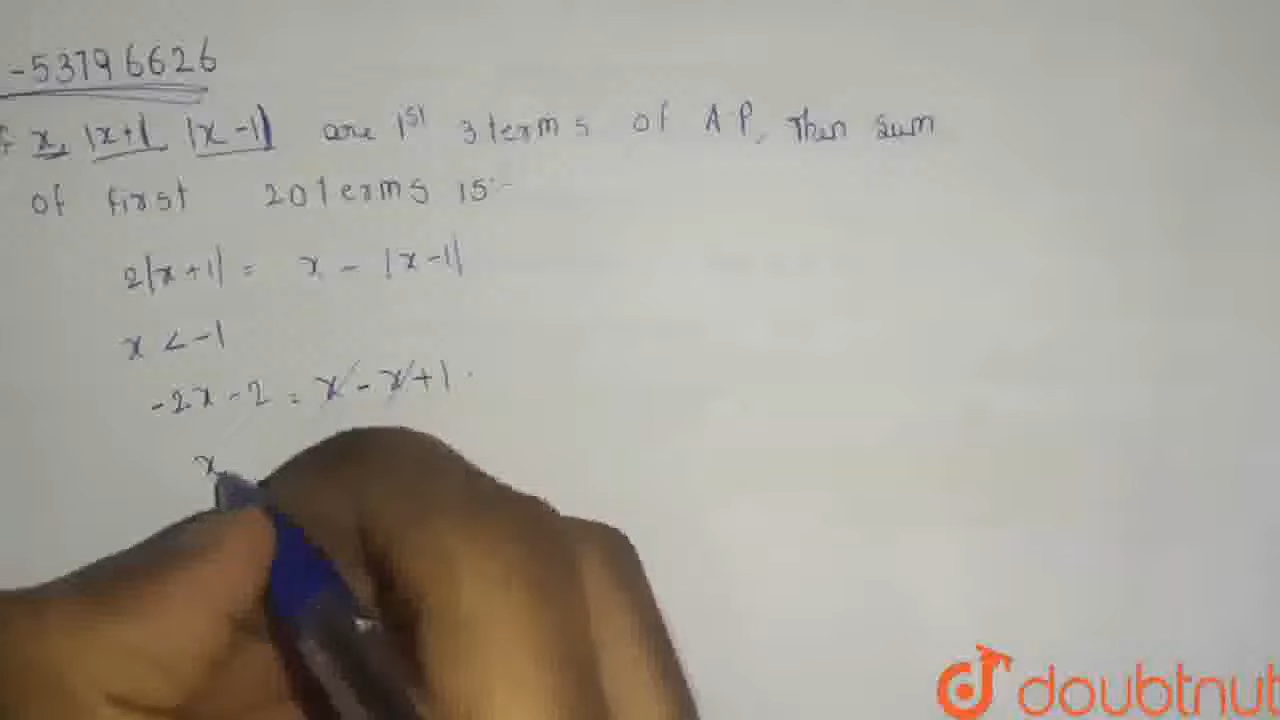 -53796626
f x, |x+1 |x-1| are 1st 3 terms of AP, Then sum
of first 20 terms is:-
2|x+1| = x - |x-1|
x < -1
-2x-2 = x - x+1.
x
doubtnut